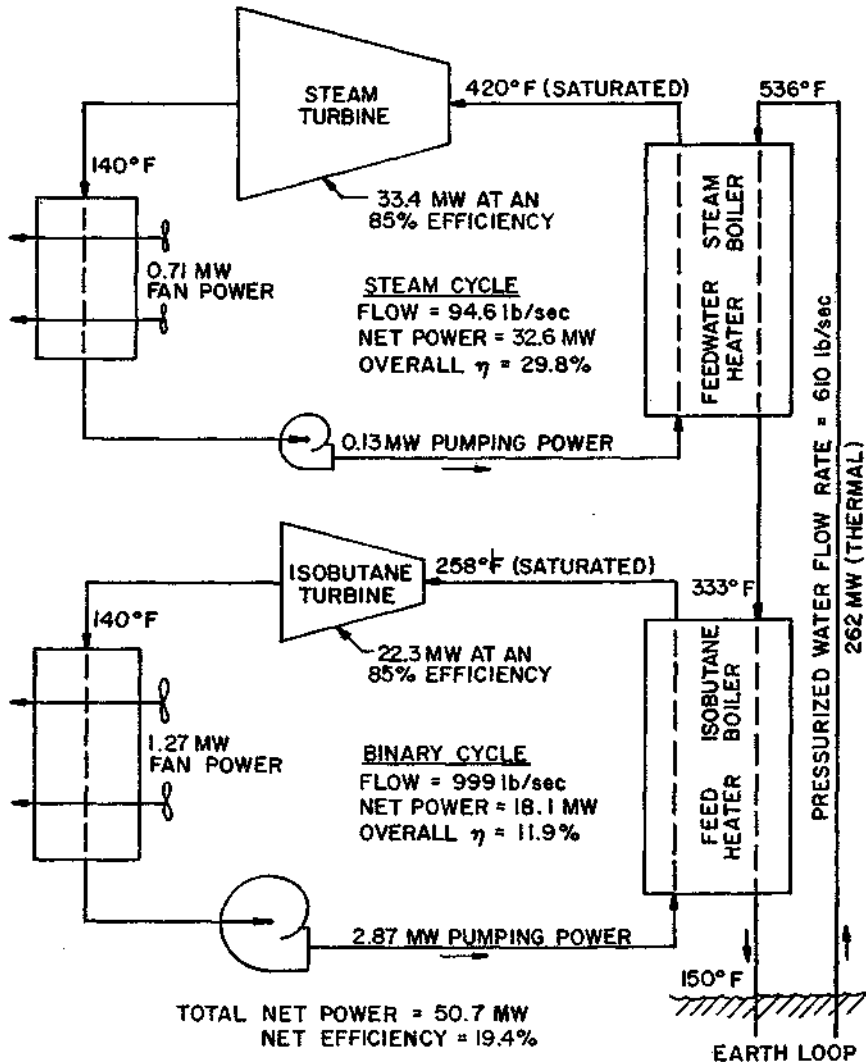 STEAM
TURBINE
420°F (SATURATED)
536°F
140°F
33.4 MW AT AN
85% EFFICIENCY
0.71 MW
FAN POWER
STEAM CYCLE
FLOW = 94.6 lb/sec
NET POWER = 32.6 MW
OVERALL η = 29.8%
FEEDWATER
HEATER
STEAM
BOILER
0.13 MW PUMPING POWER
PRESSURIZED WATER FLOW RATE = 610 lb/sec
262 MW (THERMAL)
ISOBUTANE
TURBINE
258°F (SATURATED)
333°F
140°F
22.3 MW AT AN
85% EFFICIENCY
1.27 MW
FAN POWER
BINARY CYCLE
FLOW = 999 lb/sec
NET POWER = 18.1 MW
OVERALL η = 11.9%
FEED
HEATER
ISOBUTANE
BOILER
2.87 MW PUMPING POWER
150°F
TOTAL NET POWER = 50.7 MW
NET EFFICIENCY = 19.4%
EARTH LOOP